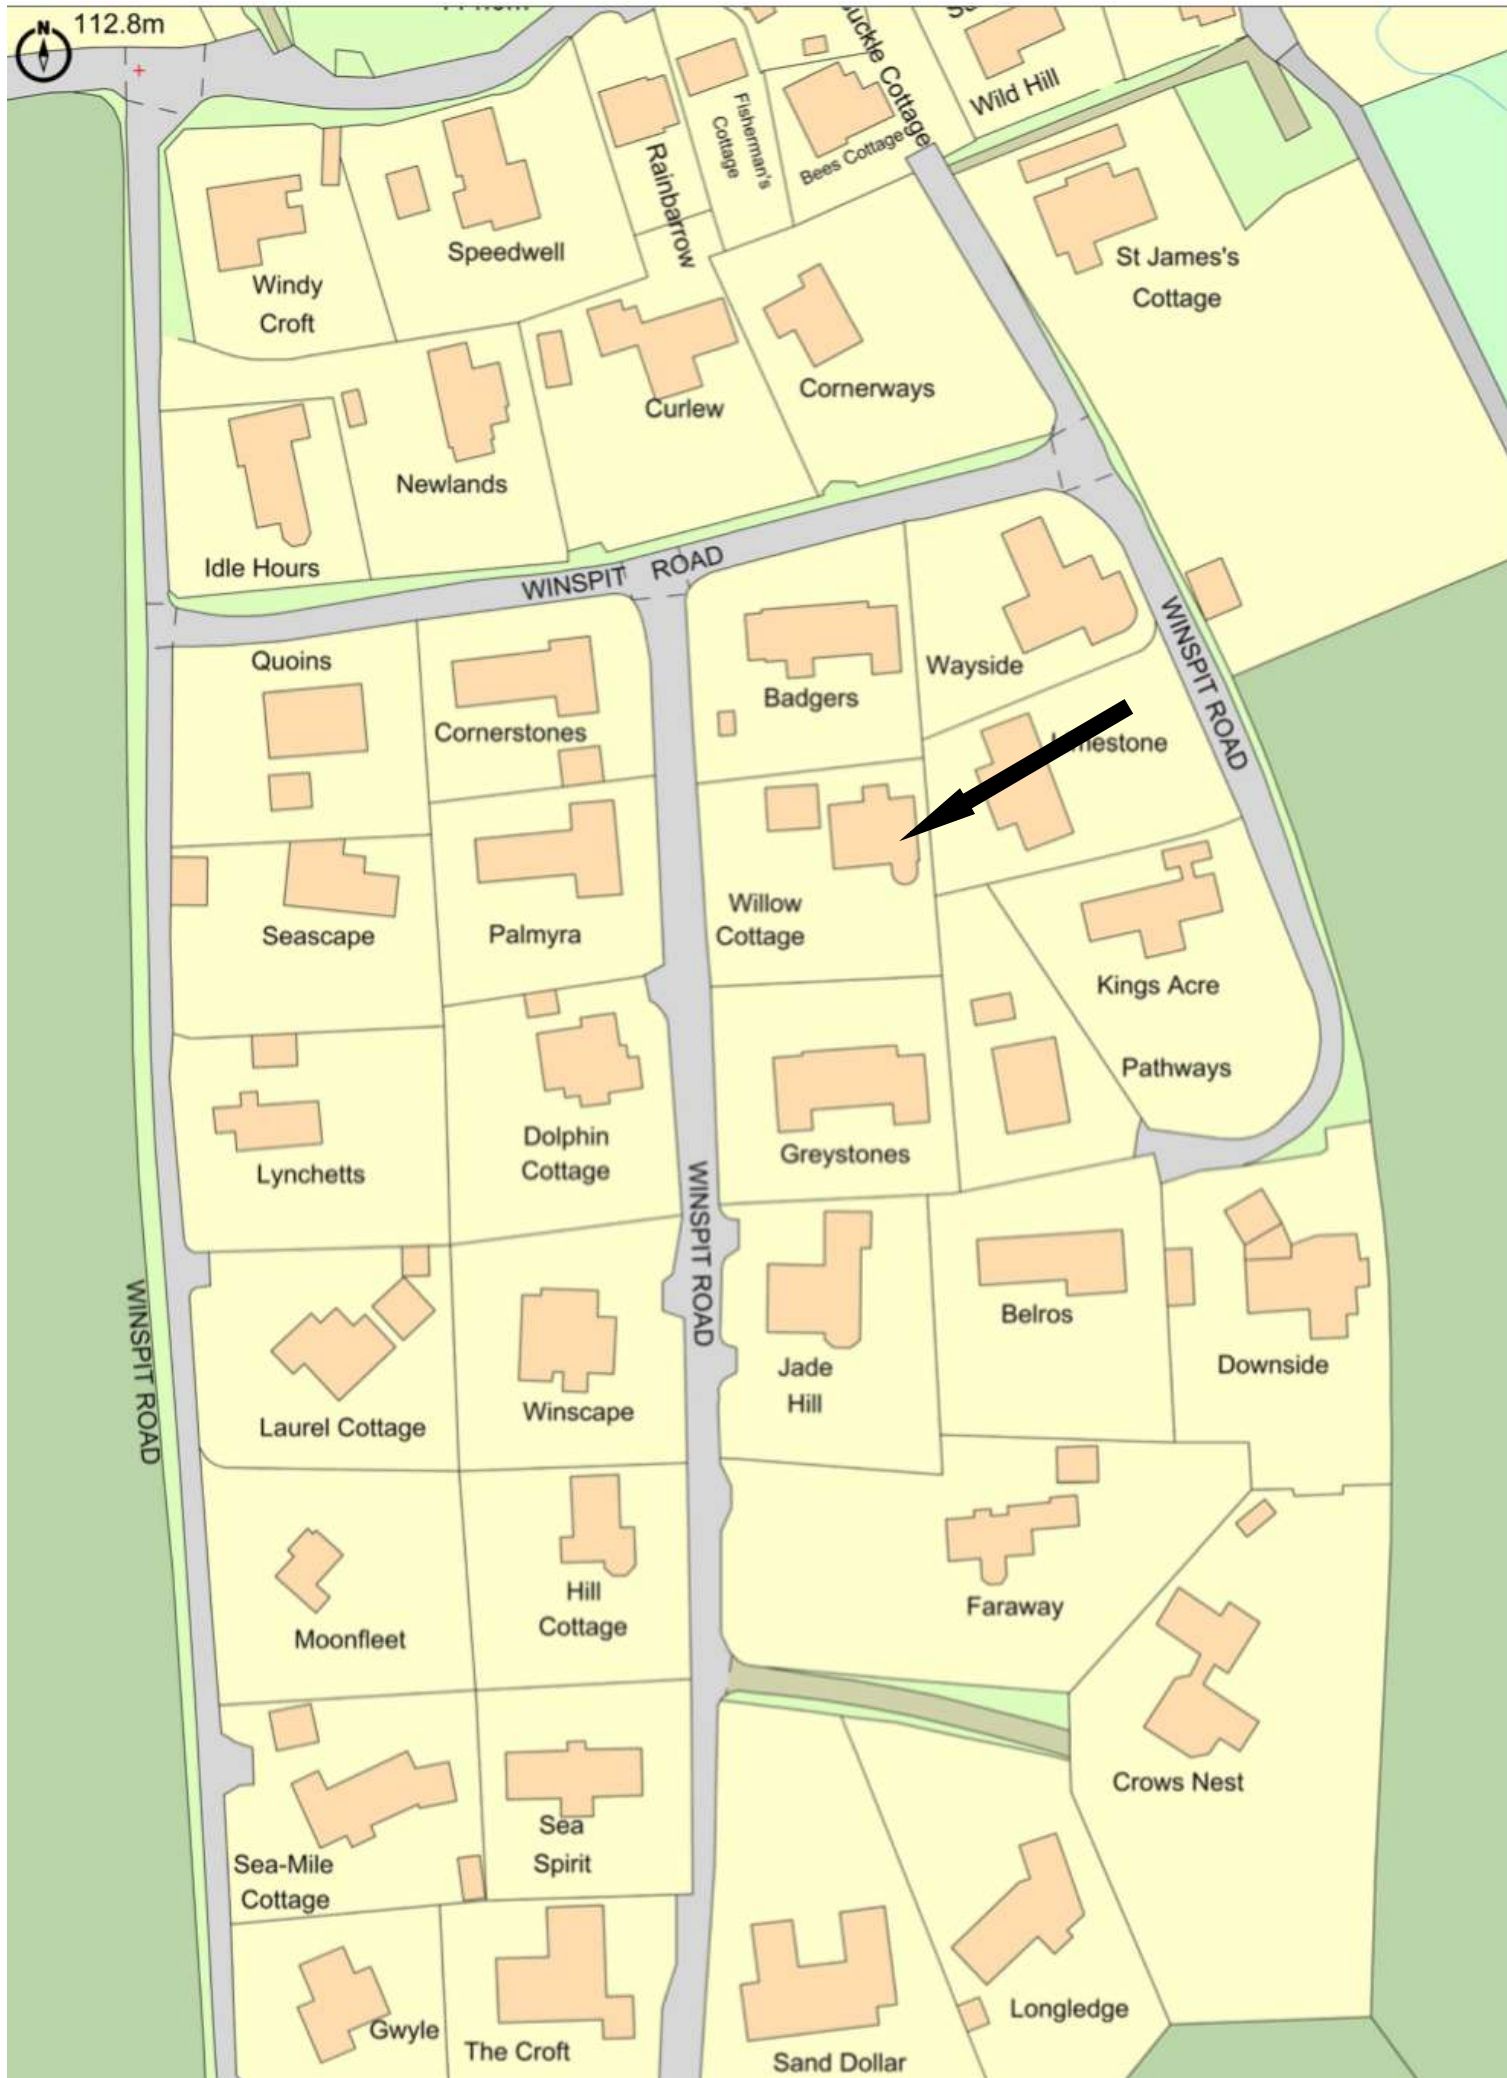 N
112.8m
Wild Hill
Fisherman's
Cottage
Bees Cottage
Rainbarrow
Speedwell
St James's
Cottage
Windy
Croft
Cornerways
Curlew
Newlands
Idle Hours
WINSPIT ROAD
Quoins
Wayside
WINSPIT ROAD
Badgers
Cornerstones
Willow
Cottage
Seascape
Palmyra
Kings Acre
Pathways
Dolphin
Cottage
Greystones
Lynchetts
WINSPIT ROAD
Belros
WINSPIT ROAD
Jade
Hill
Downside
Winscape
Laurel Cottage
Hill
Cottage
Faraway
Moonfleet
Crows Nest
Sea
Spirit
Sea-Mile
Cottage
Longledge
Gwyle
The Croft
Sand Dollar